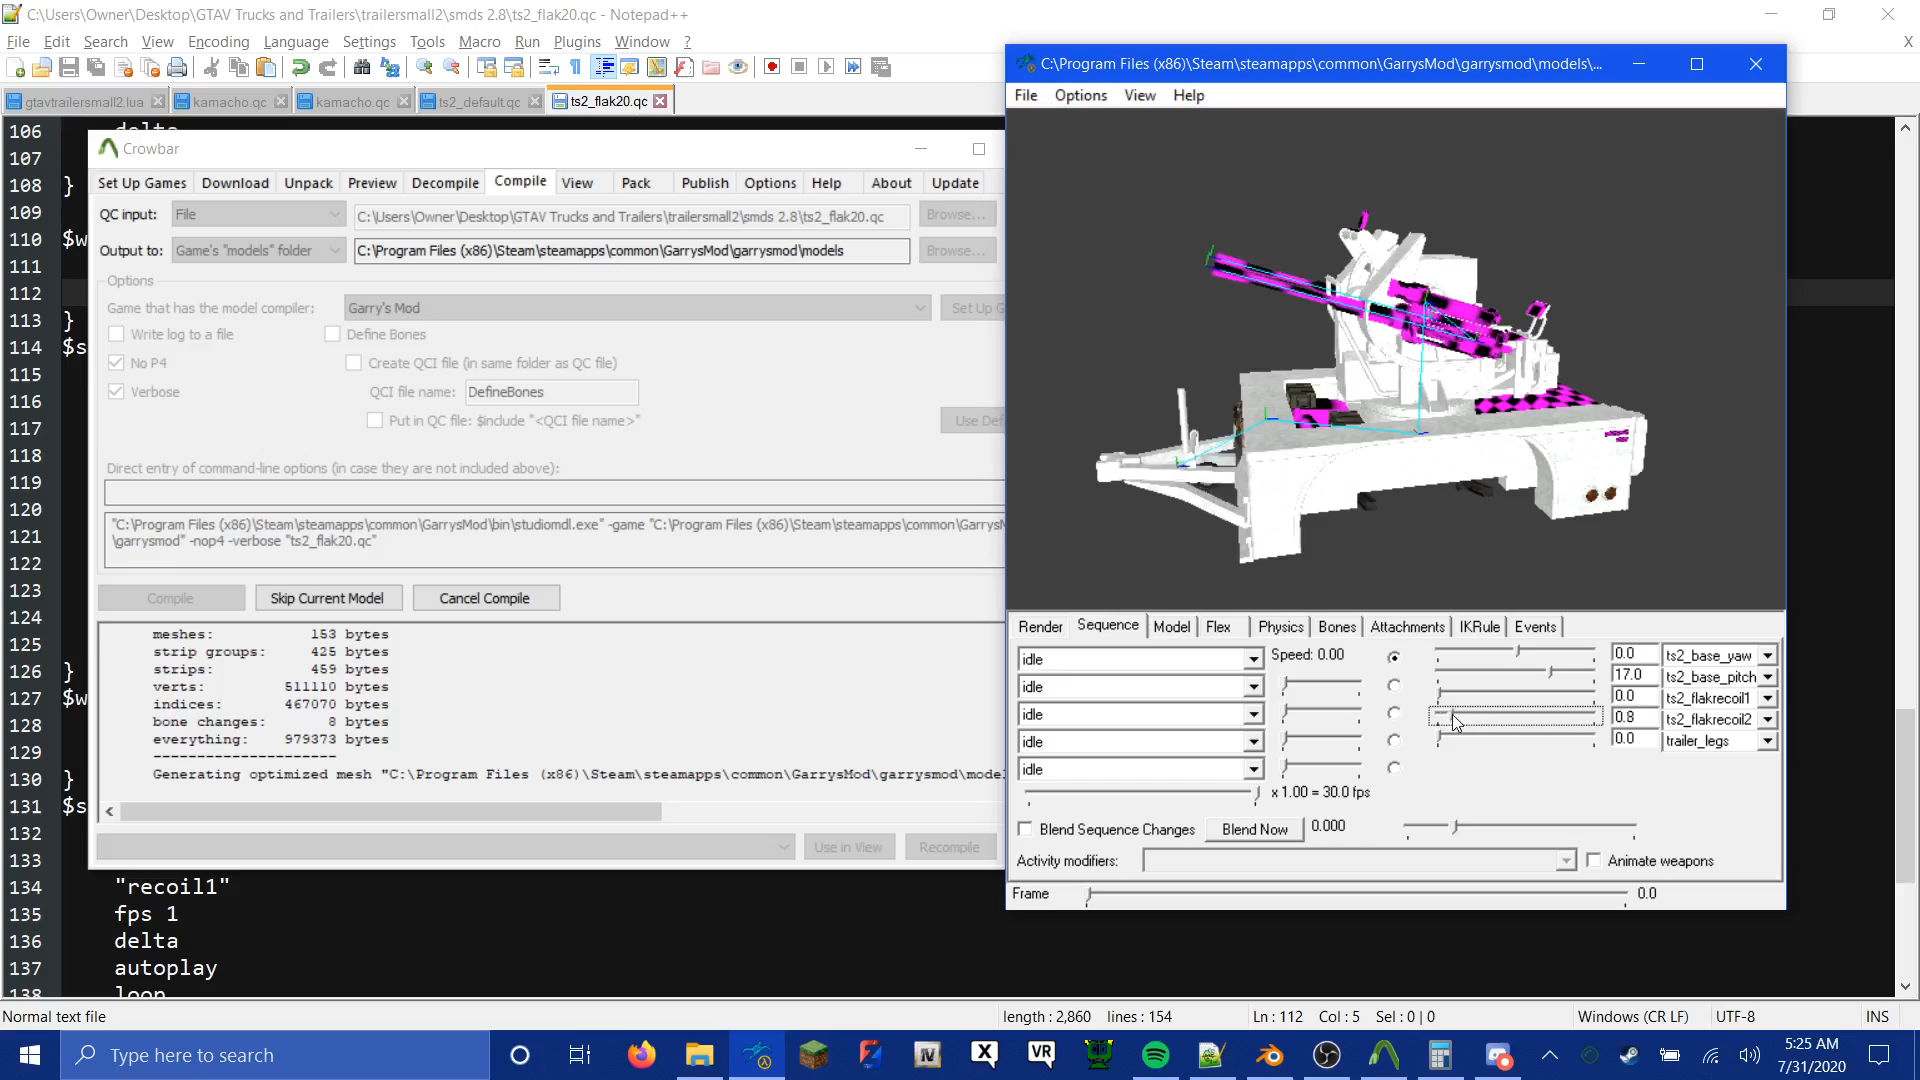 C:\Users\Owner\Desktop\GTAV Trucks and Trailers\trailersmall2\smds 2.8\ts2_flak20.qc - Notepad++
File Edit Search View Encoding Language Settings Tools Macro Run Plugins Window ? X
gtavtrailersmall2.lua kamacho.qc kamacho.qc ts2_default.qc ts2_flak20.qc
106 delta
107
108 }
109
110 $w
111
112
113 }
114 $s
115
116
117
118
119
120
121
122
123
124
125
126 }
127 $w
128
129
130 }
131 $s
132
133
134 "recoil1"
135 fps 1
136 delta
137 autoplay
138 loop
Crowbar
Set Up Games Download Unpack Preview Decompile Compile View Pack Publish Options Help About Update
QC input: File C:\Users\Owner\Desktop\GTAV Trucks and Trailers\trailersmall2\smds 2.8\ts2_flak20.qc Browse...
Output to: Game's "models" folder C:\Program Files (x86)\Steam\steamapps\common\GarrysMod\garrysmod\models Browse...
Options
Game that has the model compiler: Garry's Mod Set Up G
Write log to a file Define Bones
No P4 Create QCI file (in same folder as QC file)
Verbose QCI file name: DefineBones
Put in QC file: $include "<QCI file name>" Use Def
Direct entry of command-line options (in case they are not included above):
"C:\Program Files (x86)\Steam\steamapps\common\GarrysMod\bin\studiomdl.exe" -game "C:\Program Files (x86)\Steam\steamapps\common\GarrysM
\garrysmod" -nop4 -verbose "ts2_flak20.qc"
Compile Skip Current Model Cancel Compile
meshes: 153 bytes
strip groups: 425 bytes
strips: 459 bytes
verts: 511110 bytes
indices: 467070 bytes
bone changes: 8 bytes
everything: 979373 bytes
---------------------
Generating optimized mesh "C:\Program Files (x86)\Steam\steamapps\common\GarrysMod\garrysmod\mode
Use in View Recompile
C:\Program Files (x86)\Steam\steamapps\common\GarrysMod\garrysmod\models\...
File Options View Help
Render Sequence Model Flex Physics Bones Attachments IKRule Events
idle Speed: 0.00 0.0 ts2_base_yaw
idle 17.0 ts2_base_pitch
idle 0.0 ts2_flakrecoil1
idle 0.8 ts2_flakrecoil2
idle 0.0 trailer_legs
x 1.00 = 30.0 fps
Blend Sequence Changes Blend Now 0.000
Activity modifiers: Animate weapons
Frame 0.0
Normal text file length : 2,860 lines : 154 Ln : 112 Col : 5 Sel : 0 | 0 Windows (CR LF) UTF-8 INS
Type here to search IV X VR 5:25 AM
7/31/2020